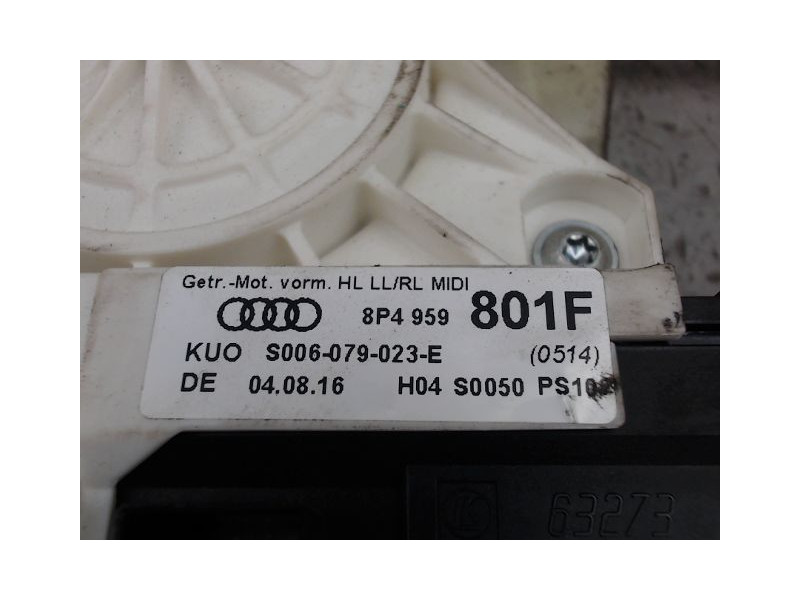 Getr.-Mot. vorm. HL LL/RL MIDI
8P4 959 801F
KUO S006-079-023-E (0514)
DE 04.08.16 H04 S0050
63273